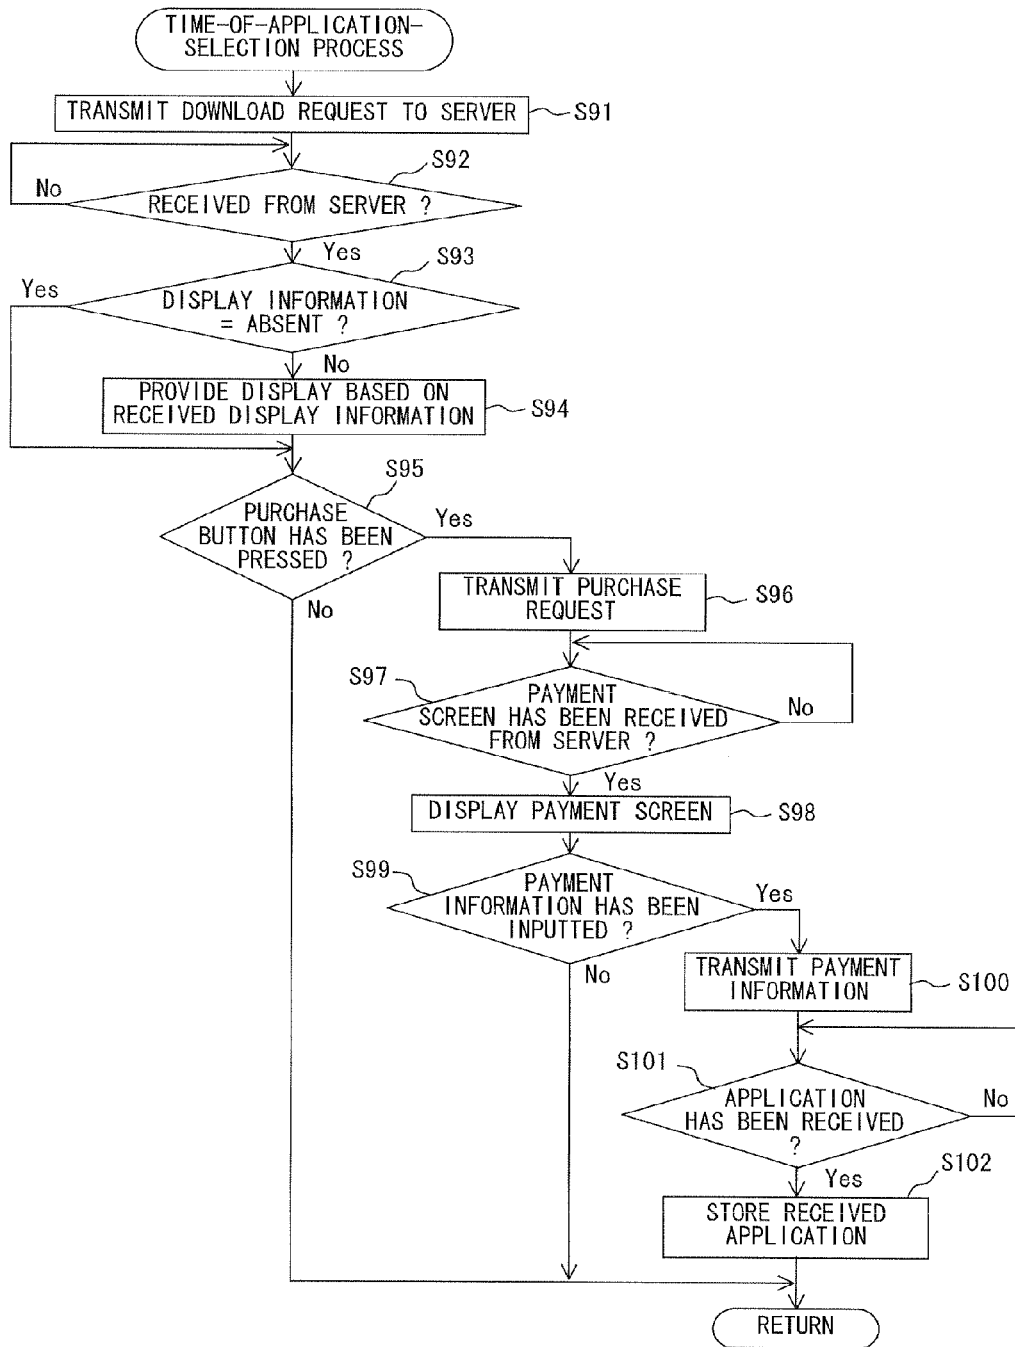 TIME-OF-APPLICATION-
SELECTION PROCESS
TRANSMIT DOWNLOAD REQUEST TO SERVER
S91
S92
No
RECEIVED FROM SERVER ?
Yes
S93
Yes
DISPLAY INFORMATION
= ABSENT ?
No
PROVIDE DISPLAY BASED ON
RECEIVED DISPLAY INFORMATION
S94
S95
PURCHASE
BUTTON HAS BEEN
PRESSED ?
Yes
No
TRANSMIT PURCHASE
REQUEST
S96
S97
PAYMENT
SCREEN HAS BEEN RECEIVED
FROM SERVER ?
No
Yes
DISPLAY PAYMENT SCREEN
S98
S99
PAYMENT
INFORMATION HAS BEEN
INPUTTED ?
Yes
No
TRANSMIT PAYMENT
INFORMATION
S100
S101
APPLICATION
HAS BEEN RECEIVED
?
No
Yes
S102
STORE RECEIVED
APPLICATION
RETURN